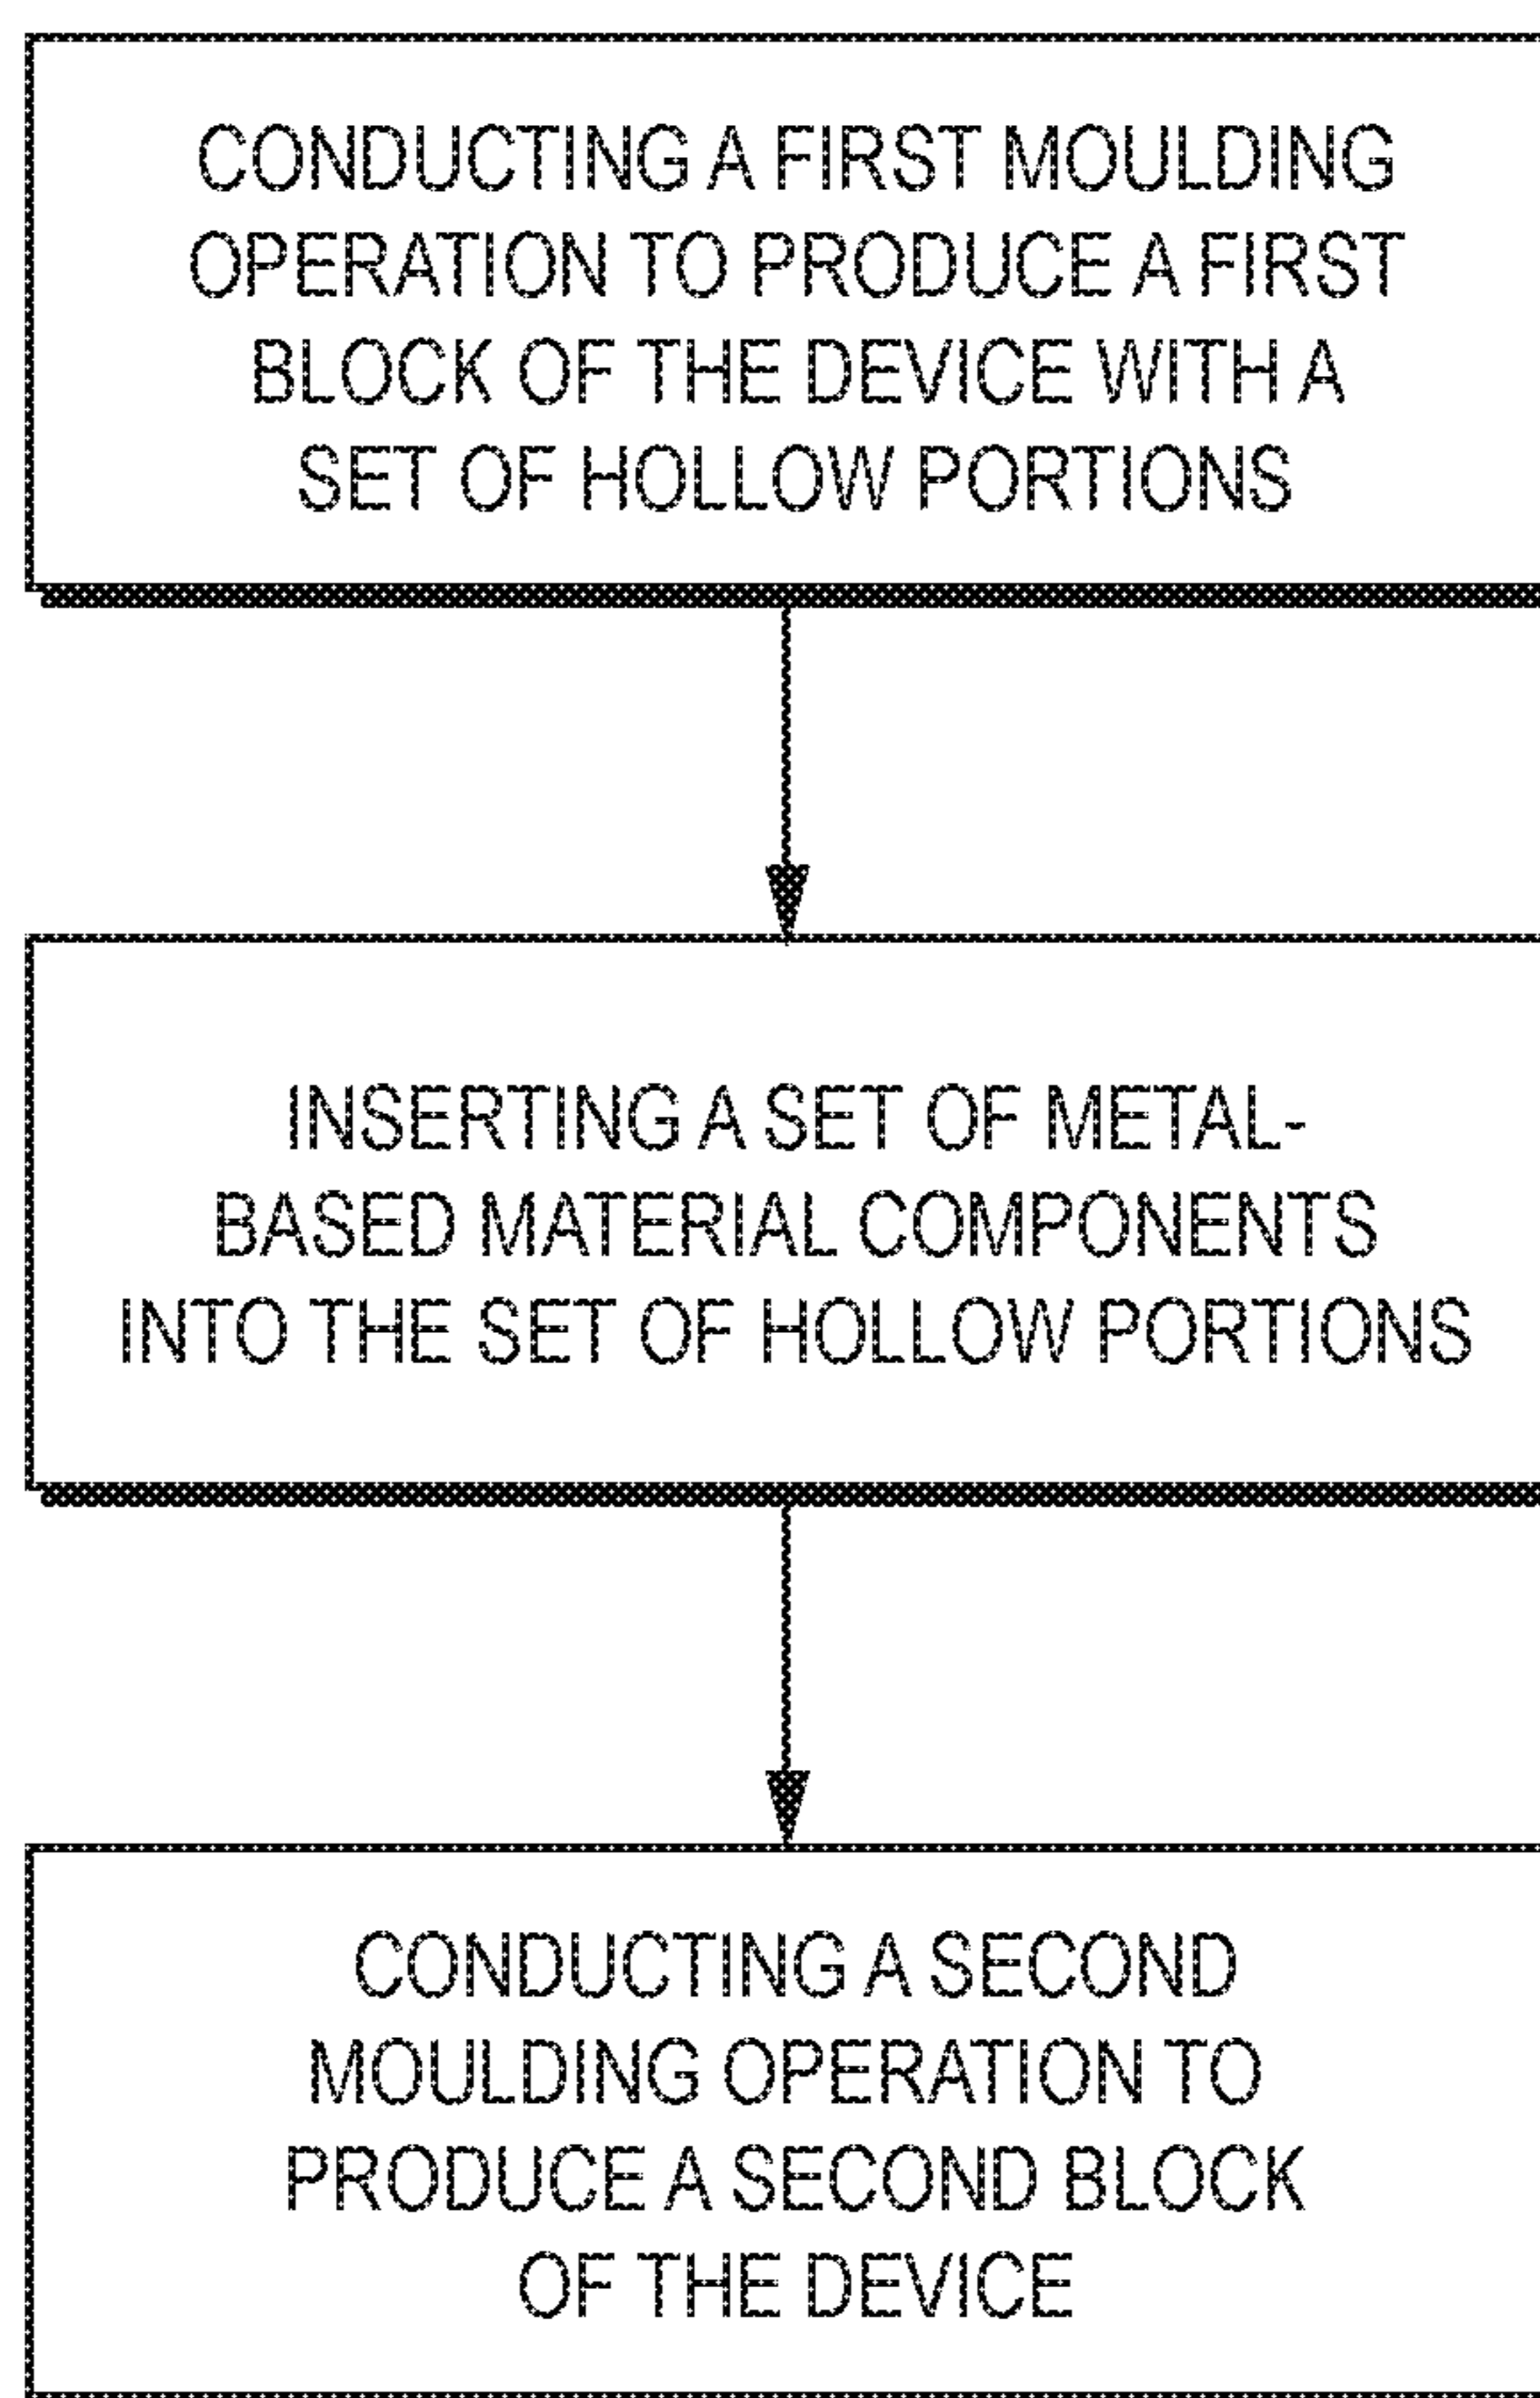 CONDUCTING A FIRST MOULDING
OPERATION TO PRODUCE A FIRST
BLOCK OF THE DEVICE WITH A
SET OF HOLLOW PORTIONS
INSERTING A SET OF METAL-
BASED MATERIAL COMPONENTS
INTO THE SET OF HOLLOW PORTIONS
CONDUCTING A SECOND
MOULDING OPERATION TO
PRODUCE A SECOND BLOCK
OF THE DEVICE